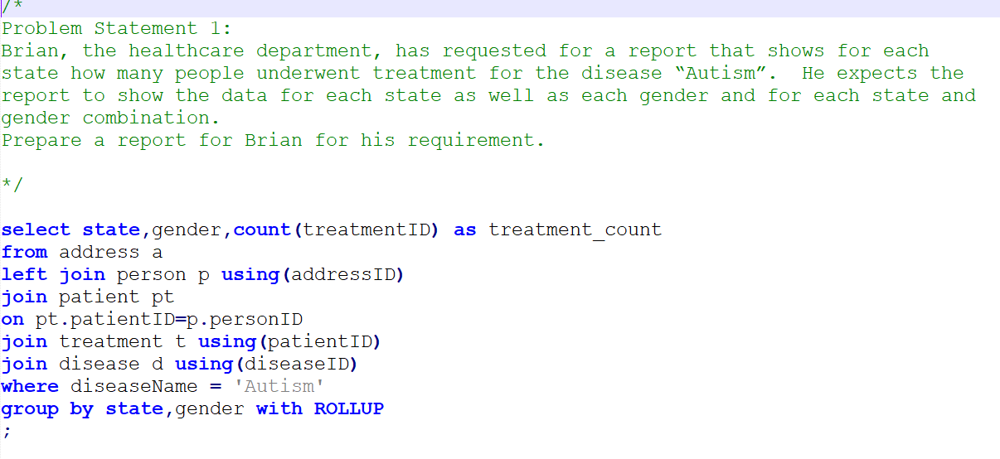 /*
Problem Statement 1:
Brian, the healthcare department, has requested for a report that shows for each
state how many people underwent treatment for the disease “Autism”.  He expects the
report to show the data for each state as well as each gender and for each state and
gender combination.
Prepare a report for Brian for his requirement.
*/
select state,gender,count(treatmentID) as treatment_count
from address a
left join person p using(addressID)
join patient pt
on pt.patientID=p.personID
join treatment t using(patientID)
join disease d using(diseaseID)
where diseaseName = 'Autism'
group by state,gender with ROLLUP
;